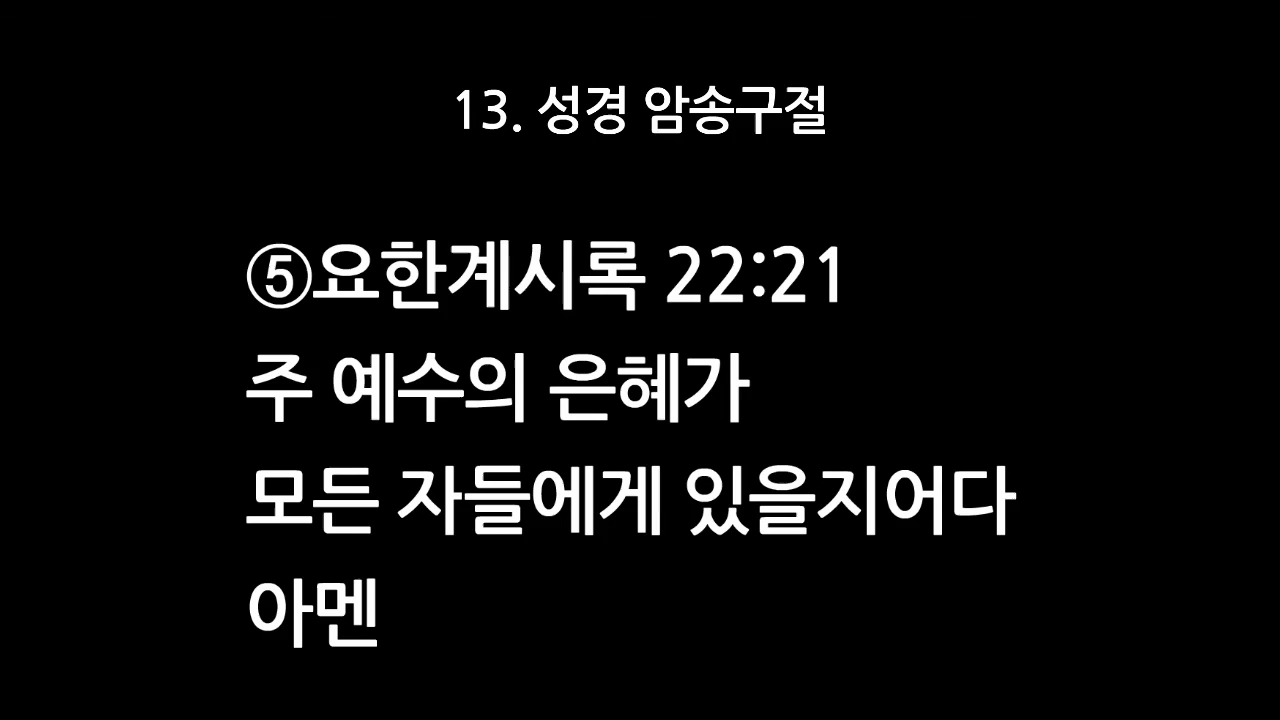 13. 성경 암송구절
⑤요한계시록 22:21
주 예수의 은혜가
모든 자들에게 있을지어다
아멘